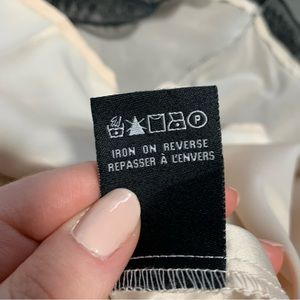 P
IRON ON REVERSE
REPASSER À L'ENVERS